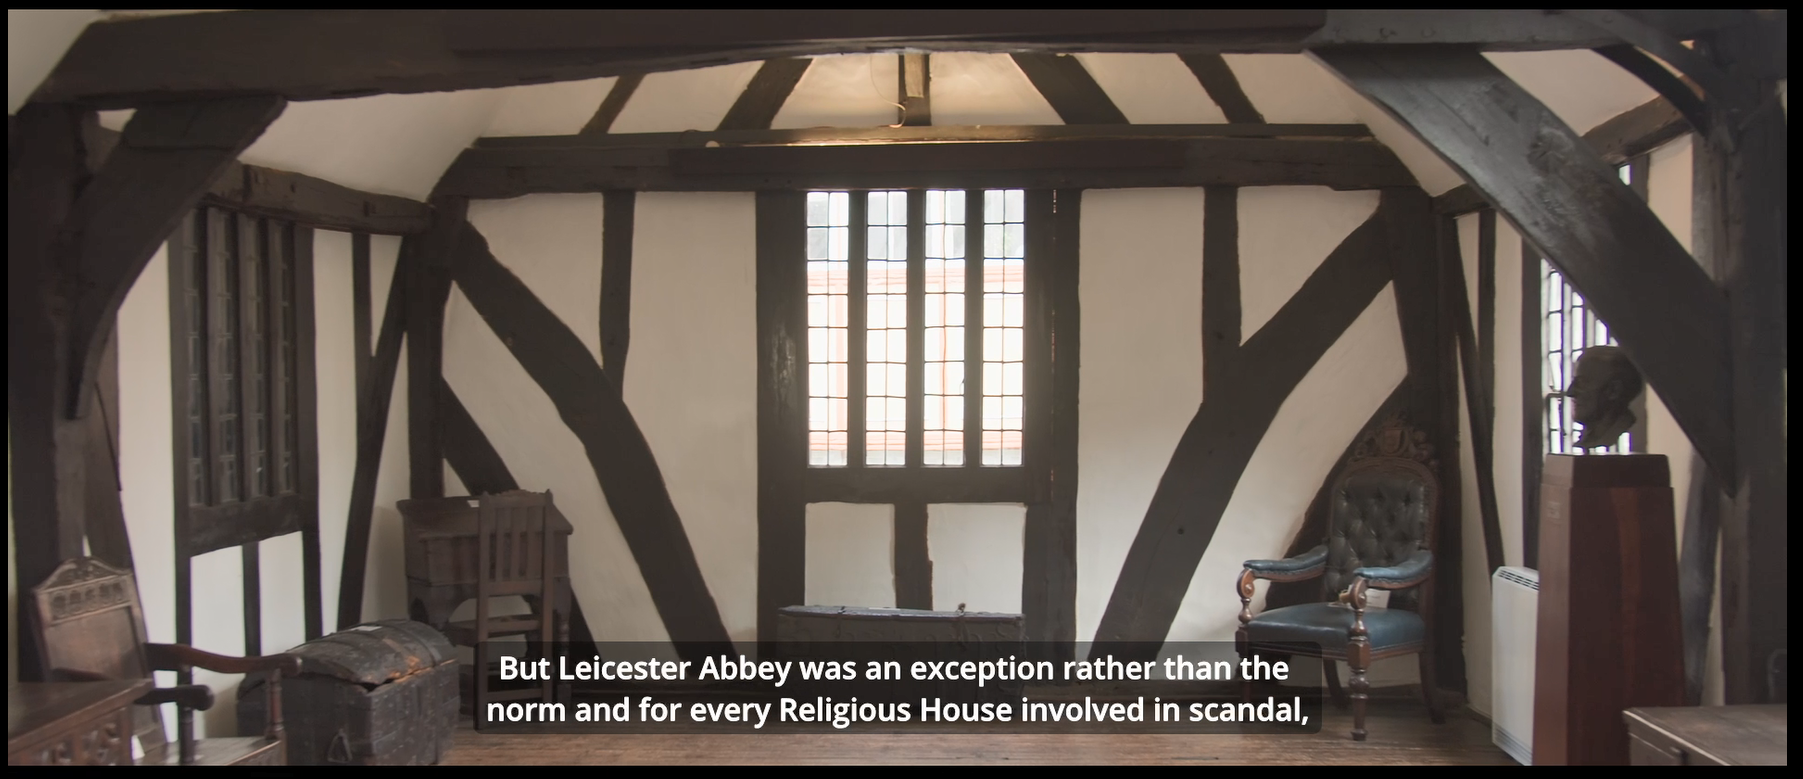 But Leicester Abbey was an exception rather than the
norm and for every Religious House involved in scandal,